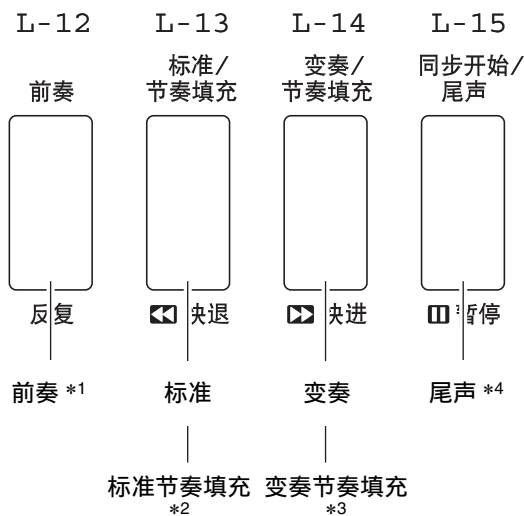 L-12 L-13 L-14 L-15
标准/ 变奏/ 同步开始/
前奏 节奏填充 节奏填充 尾声
反复 快退 快进 暂停
前奏 *1 标准 变奏 尾声 *4
标准节奏填充 变奏节奏填充
*2 *3